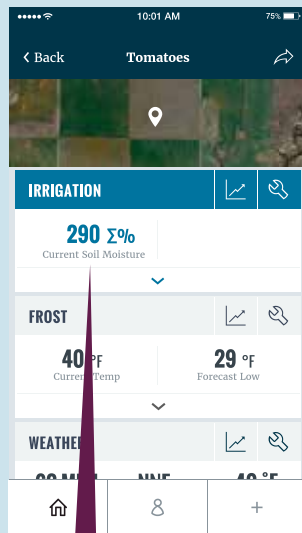 10:01 AM
75%
Back
Tomatoes
IRRIGATION
290 Σ%
Current Soil Moisture
FROST
40 °F
29 °F
Current Temp
Forecast Low
WEATHER